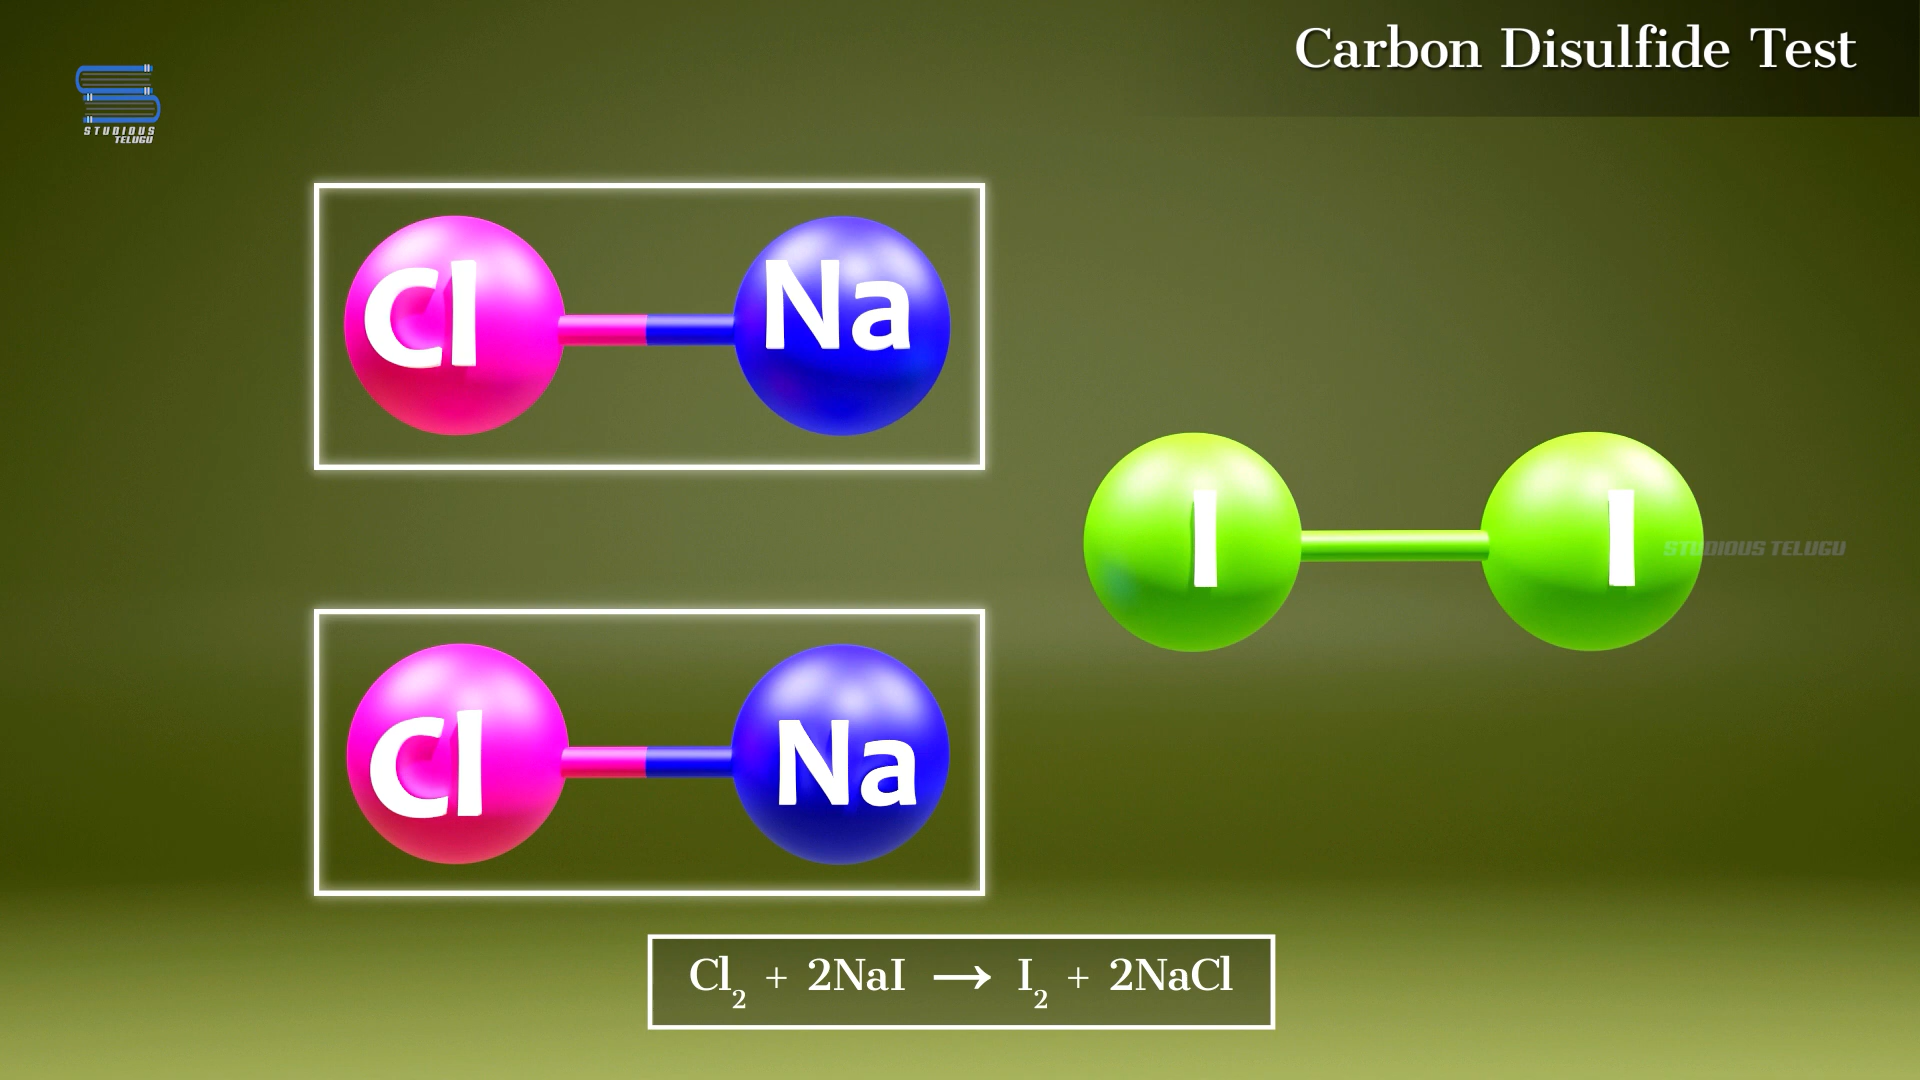 Carbon Disulfide Test
STUDIOUS
TELUGU
Cl Na
I I
STUDIOUS TELUGU
Cl Na
Cl₂ + 2NaI → I₂ + 2NaCl